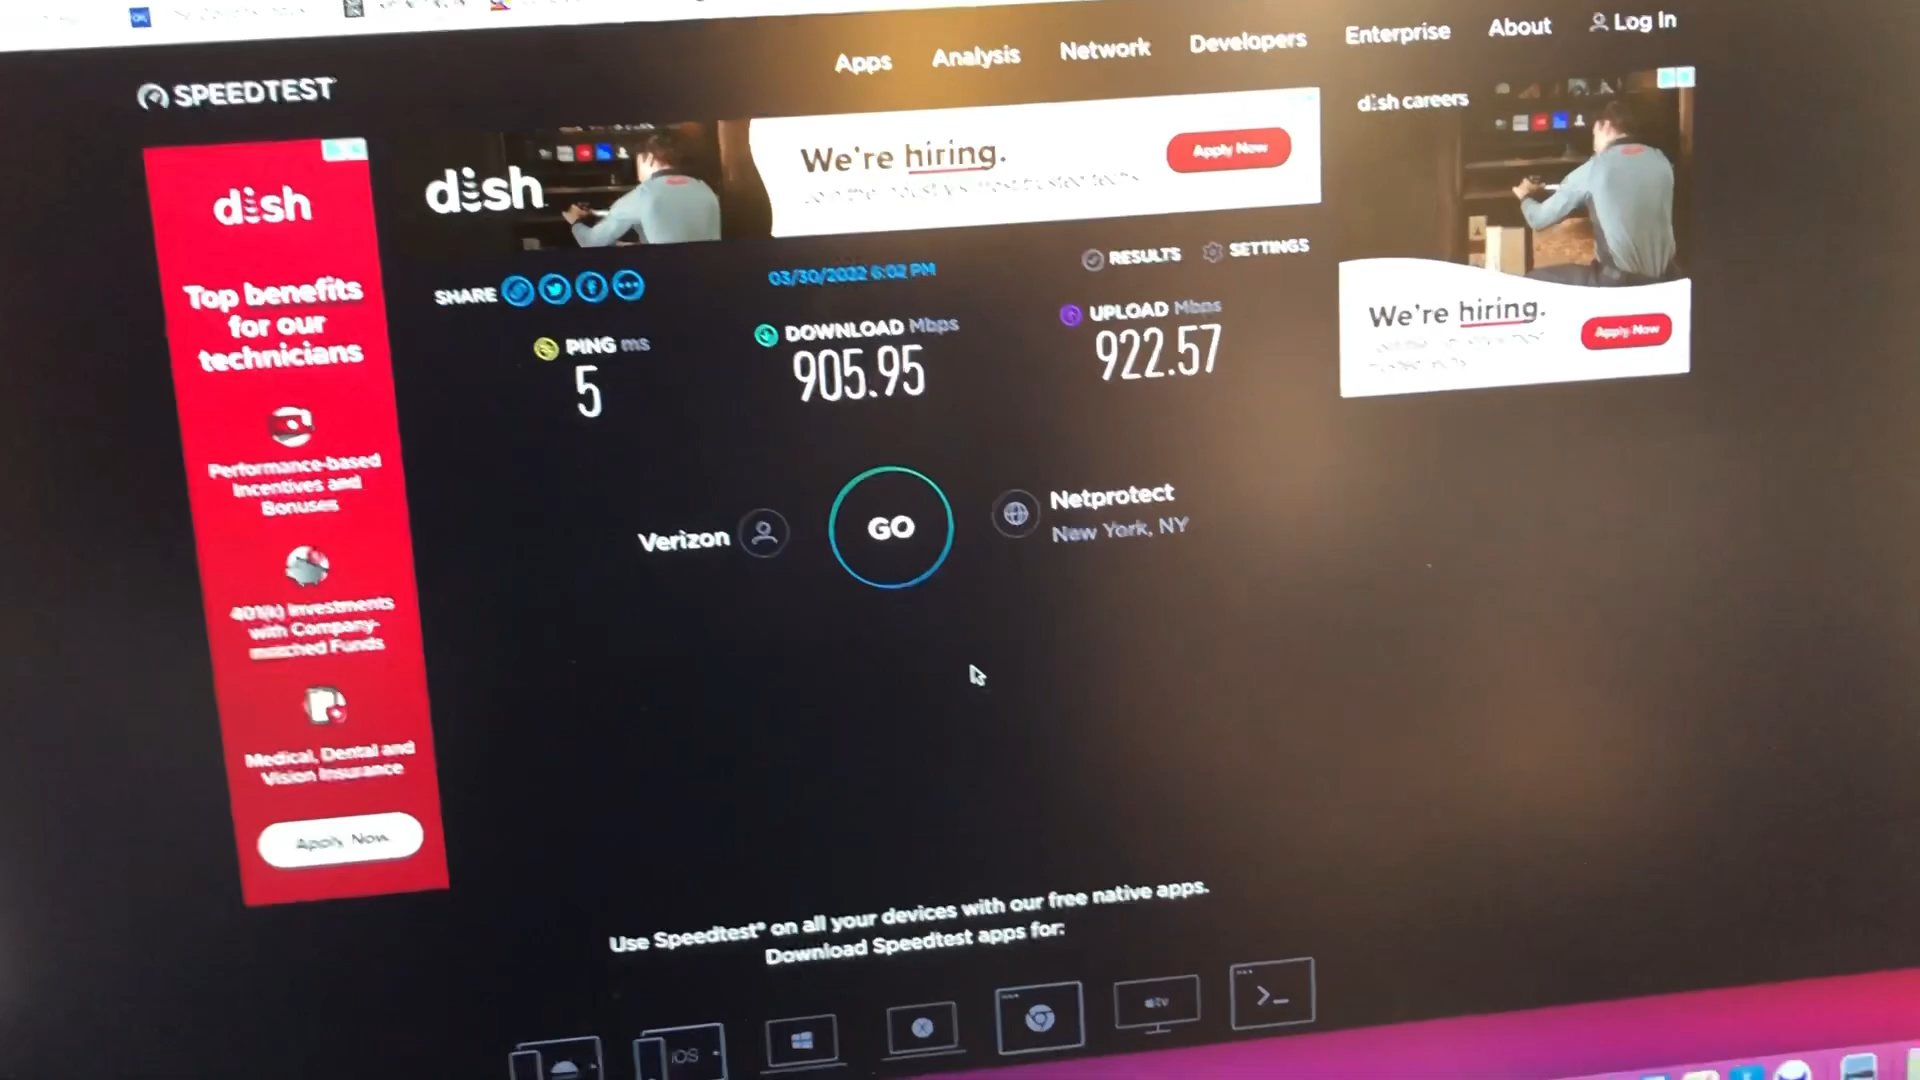 Apps Analysis Network Developers Enterprise About Log In
SPEEDTEST
dish
Top benefits
for our
technicians
Performance-based
Incentives and
Bonuses
401(k) Investments
with Company-
matched Funds
Medical, Dental and
Vision Insurance
Apply Now
dish
We're hiring.
Apply Now
dish careers
We're hiring.
Apply Now
SHARE
03/30/2022 6:02 PM
RESULTS SETTINGS
PING ms
5
DOWNLOAD Mbps
905.95
UPLOAD Mbps
922.57
Verizon
GO
Netprotect
New York, NY
Use Speedtest® on all your devices with our free native apps.
Download Speedtest apps for:
iOS
tv